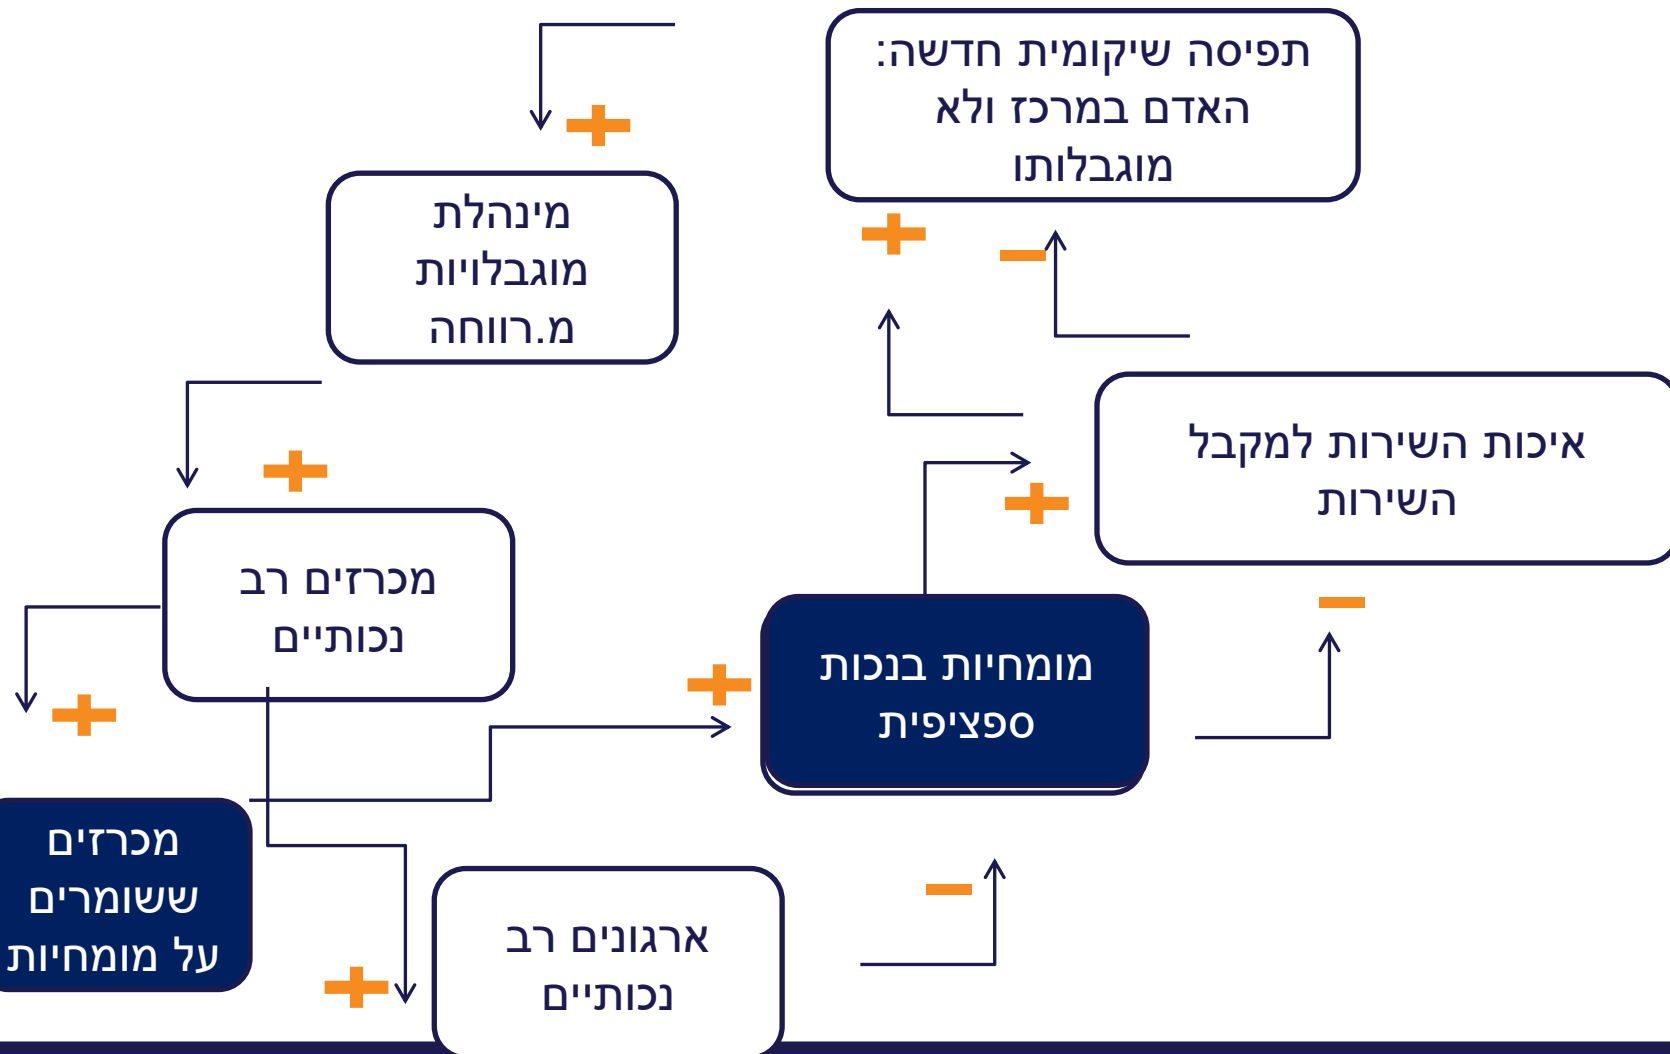 תפיסה שיקומית חדשה:
האדם במרכז ולא
מוגבלותו
מינהלת
מוגבלויות
מ.רווחה
איכות השירות למקבל
השירות
מכרזים רב
נכותיים
מומחיות בנכות
ספציפית
מכרזים
ששומרים
על מומחיות
ארגונים רב
נכותיים